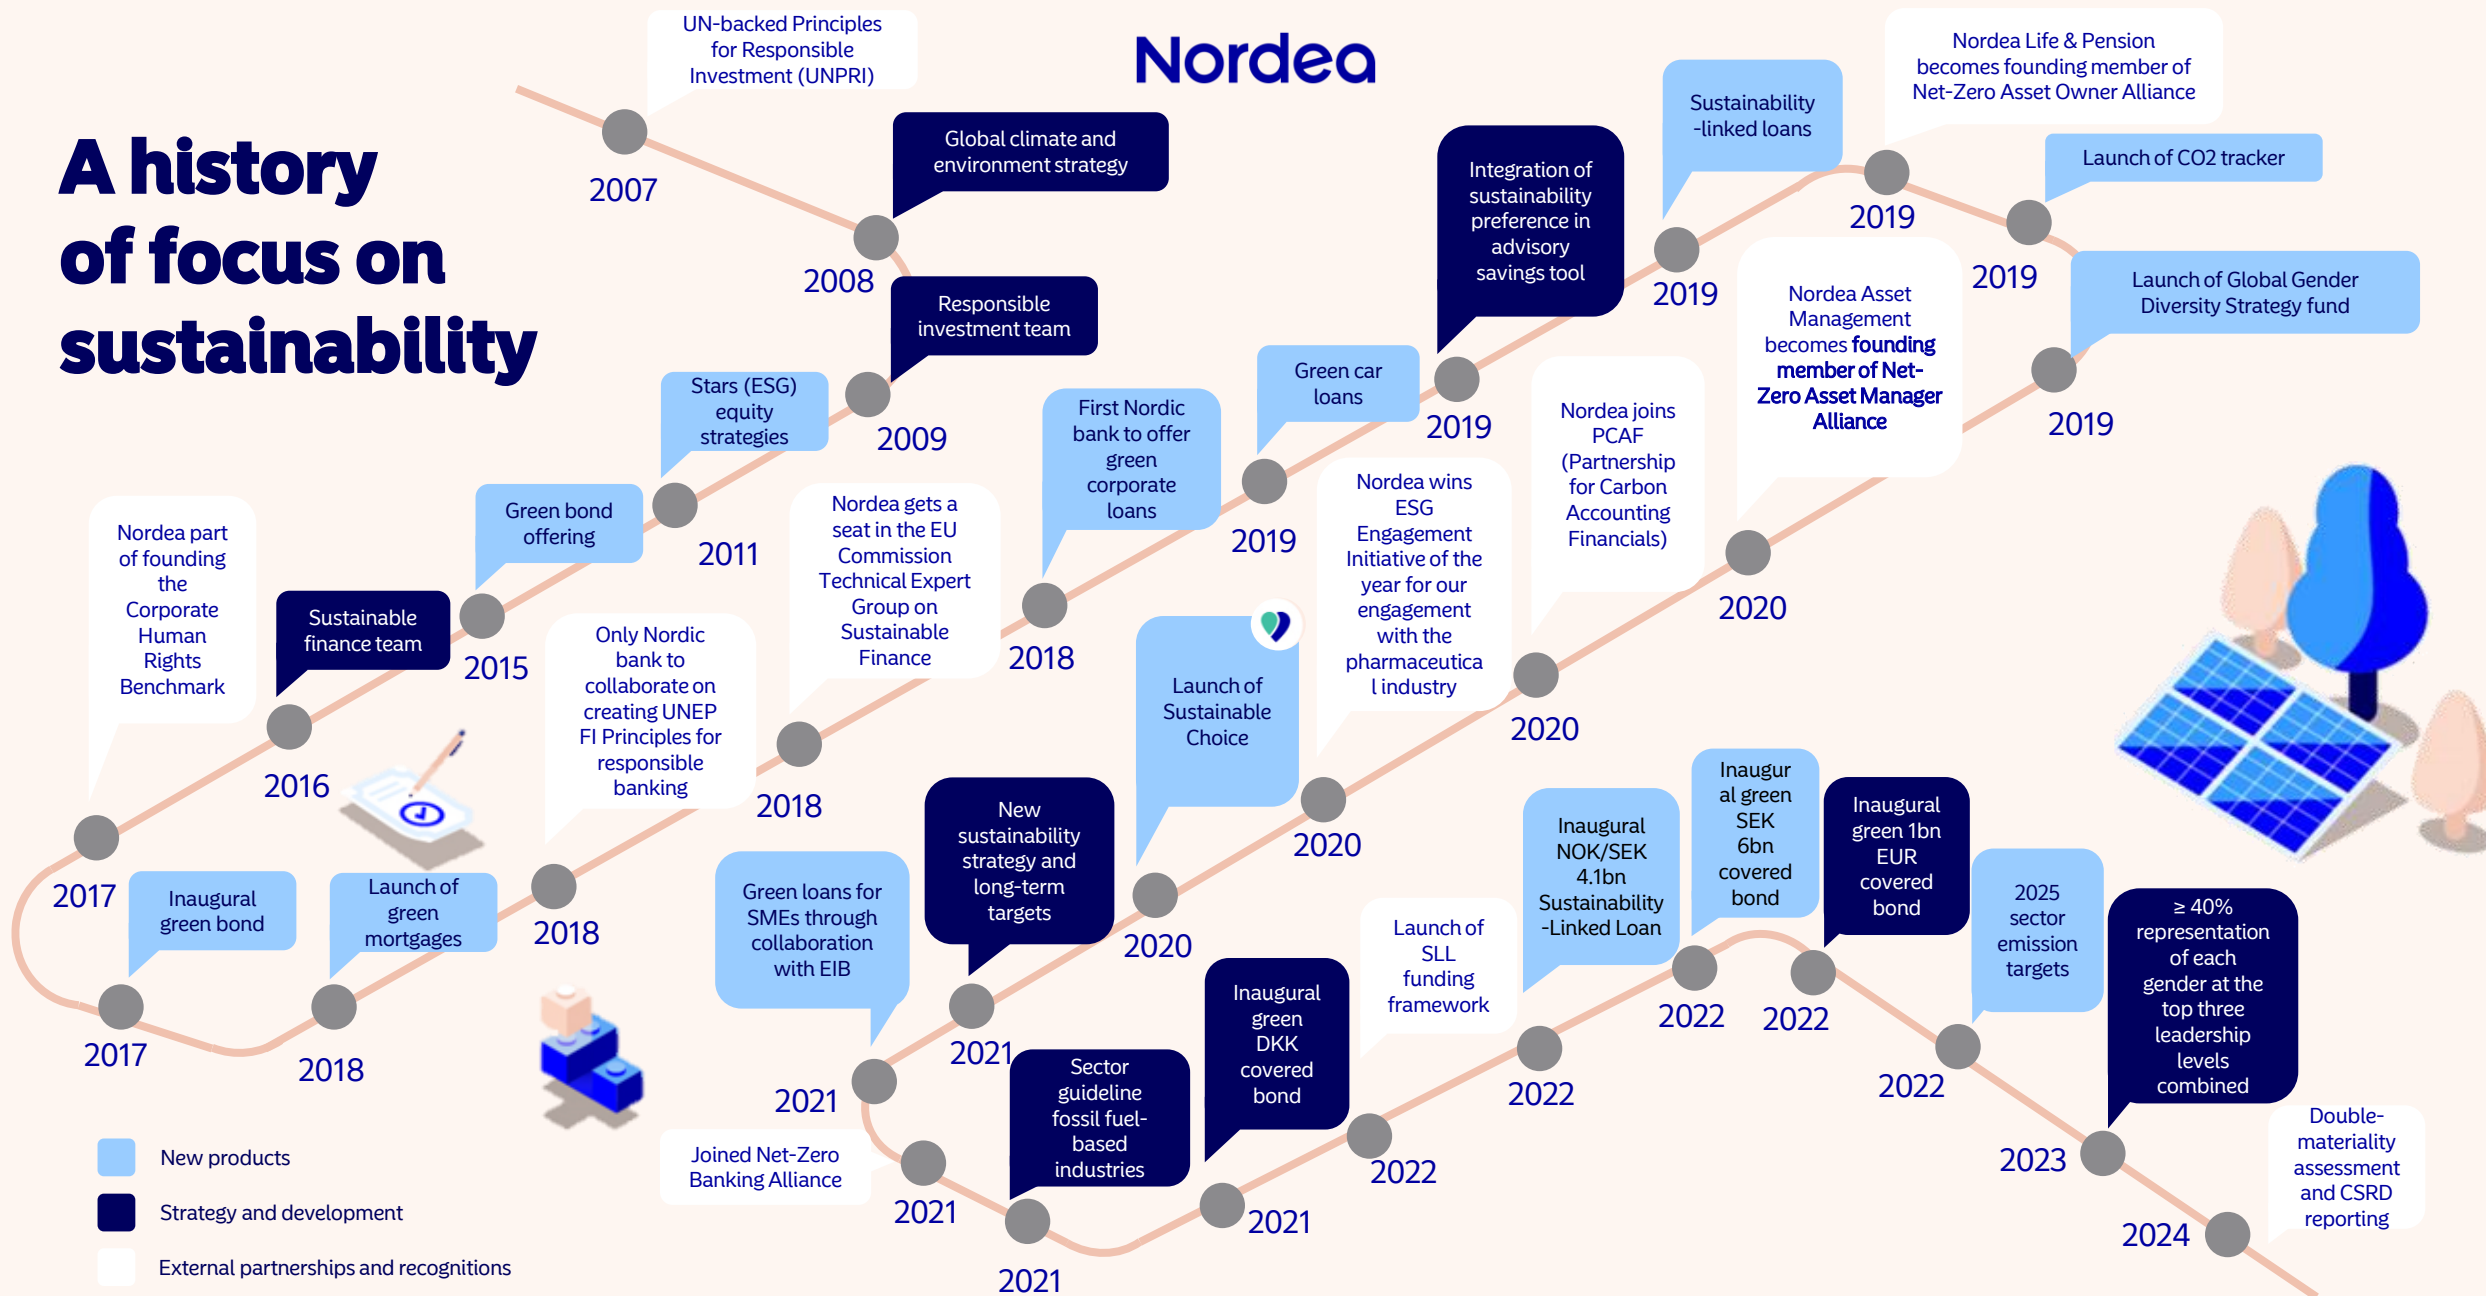 Nordea
A history
of focus on
sustainability
UN-backed Principles
for Responsible
Investment (UNPRI)
2007
Global climate and
environment strategy
2008
Responsible
investment team
2009
Stars (ESG)
equity
strategies
2011
Green bond
offering
2015
Sustainable
finance team
2016
Nordea part
of founding
the
Corporate
Human
Rights
Benchmark
2017
Inaugural
green bond
2017
Launch of
green
mortgages
2018
Only Nordic
bank to
collaborate on
creating UNEP
FI Principles for
responsible
banking
2018
Nordea gets a
seat in the EU
Commission
Technical Expert
Group on
Sustainable
Finance
2018
First Nordic
bank to offer
green
corporate
loans
2018
Green car
loans
2019
Integration of
sustainability
preference in
advisory
savings tool
2019
Sustainability
-linked loans
2019
Nordea Life & Pension
becomes founding member of
Net-Zero Asset Owner Alliance
2019
Launch of CO2 tracker
2019
Launch of Global Gender
Diversity Strategy fund
2019
Nordea Asset
Management
becomes founding
member of Net-
Zero Asset Manager
Alliance
2020
Nordea joins
PCAF
(Partnership
for Carbon
Accounting
Financials)
2020
Nordea wins
ESG
Engagement
Initiative of the
year for our
engagement
with the
pharmaceutica
l industry
2020
Launch of
Sustainable
Choice
2020
New
sustainability
strategy and
long-term
targets
2021
Green loans for
SMEs through
collaboration
with EIB
2021
Joined Net-Zero
Banking Alliance
2021
Sector
guideline
fossil fuel-
based
industries
2021
Inaugural
green
DKK
covered
bond
2021
Launch of
SLL
funding
framework
2022
Inaugural
NOK/SEK
4.1bn
Sustainability
-Linked Loan
2022
Inaugur
al green
SEK
6bn
covered
bond
2022
Inaugural
green 1bn
EUR
covered
bond
2022
2025
sector
emission
targets
2022
≥ 40%
representation
of each
gender at the
top three
leadership
levels
combined
2023
Double-
materiality
assessment
and CSRD
reporting
2024
New products
Strategy and development
External partnerships and recognitions